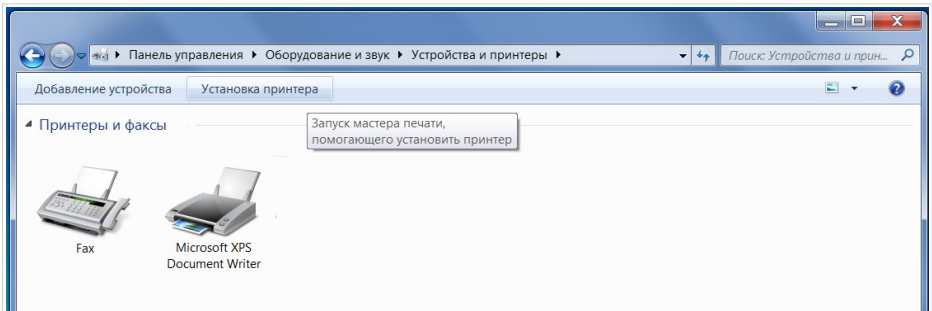 Панель управления ▸ Оборудование и звук ▸ Устройства и принтеры ▸
Поиск: Устройства и прин...
Добавление устройства Установка принтера
Принтеры и факсы
Запуск мастера печати,
помогающего установить принтер
Fax
Microsoft XPS
Document Writer